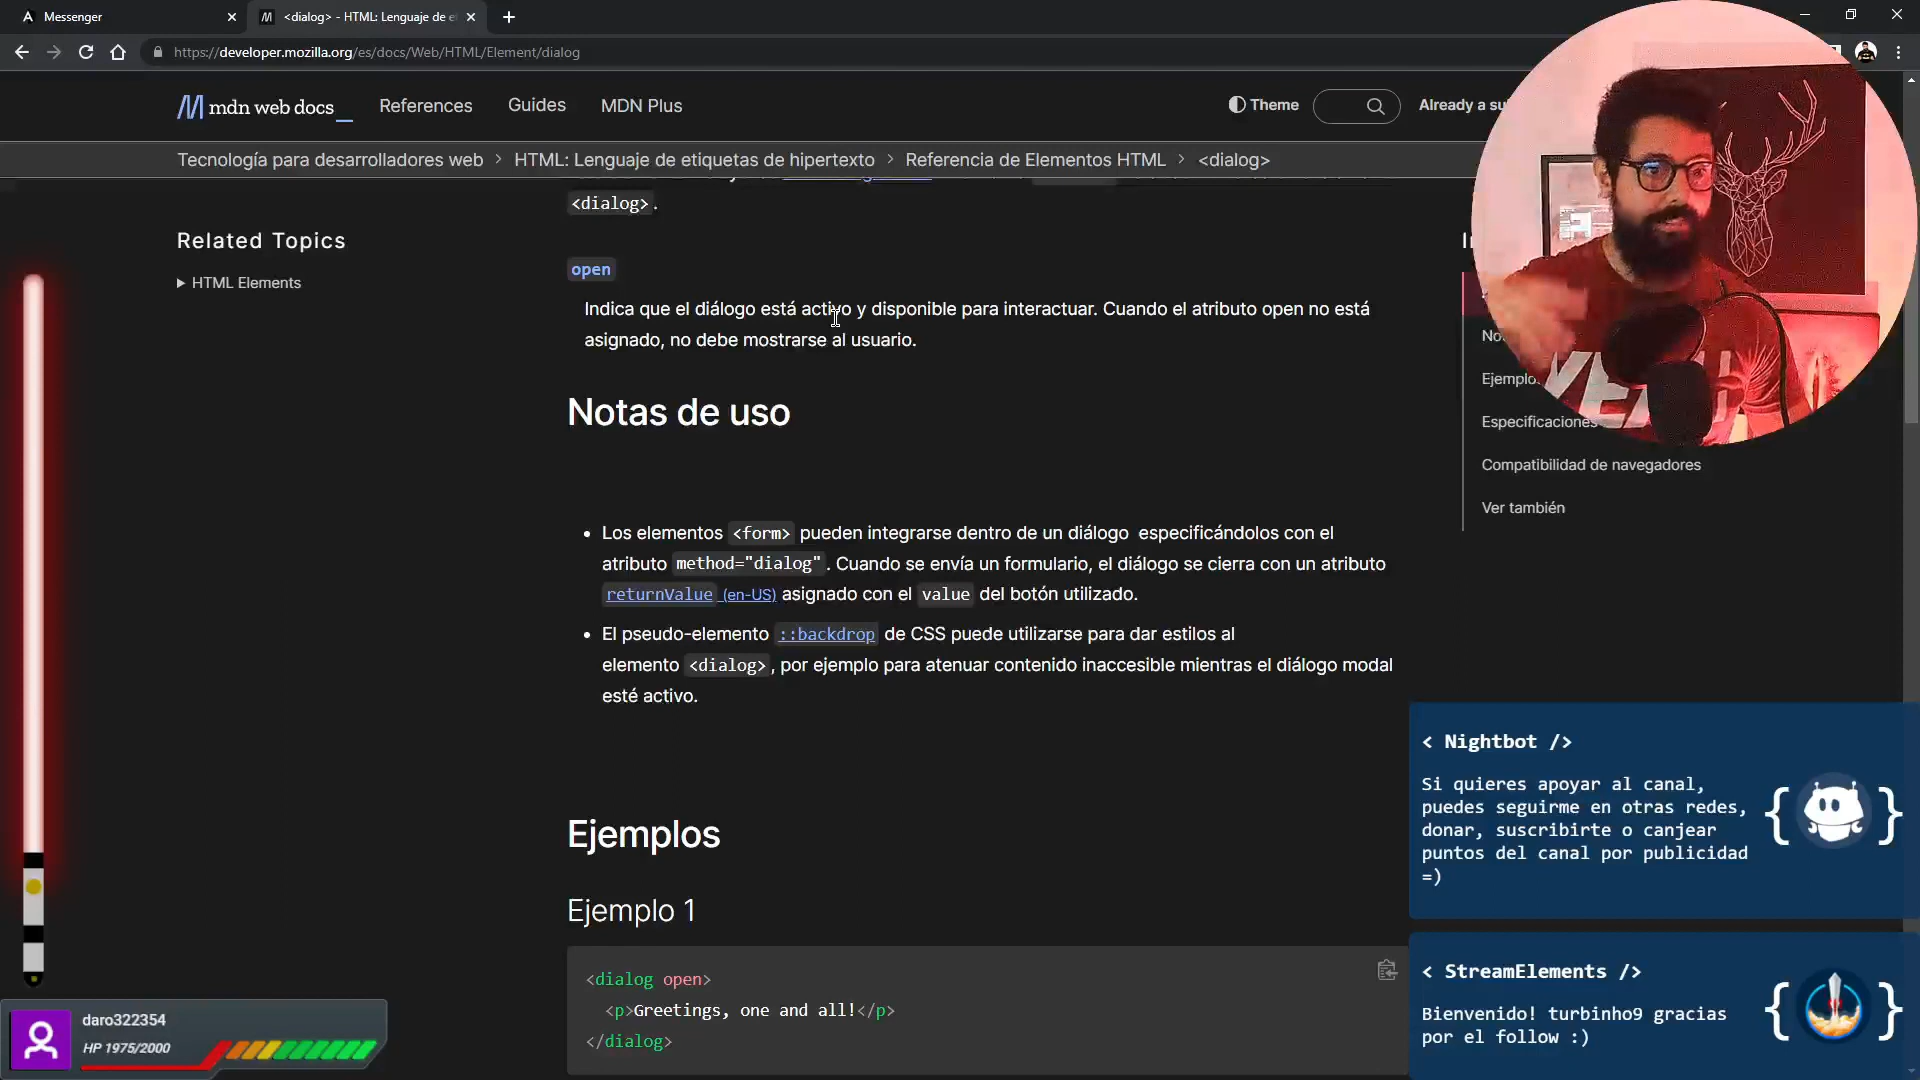 Messenger
<dialog> - HTML: Lenguaje de e
https://developer.mozilla.org/es/docs/Web/HTML/Element/dialog
mdn web docs_
References
Guides
MDN Plus
Theme
Already a su
Tecnología para desarrolladores web > HTML: Lenguaje de etiquetas de hipertexto > Referencia de Elementos HTML > <dialog>
<dialog>.
Related Topics
HTML Elements
open
Indica que el diálogo está activo y disponible para interactuar. Cuando el atributo open no está
asignado, no debe mostrarse al usuario.
Notas de uso
Los elementos <form> pueden integrarse dentro de un diálogo especificándolos con el
atributo method="dialog". Cuando se envía un formulario, el diálogo se cierra con un atributo
returnValue (en-US) asignado con el value del botón utilizado.
El pseudo-elemento ::backdrop de CSS puede utilizarse para dar estilos al
elemento <dialog>, por ejemplo para atenuar contenido inaccesible mientras el diálogo modal
esté activo.
Ejemplos
Ejemplo 1
<dialog open>
<p>Greetings, one and all!</p>
</dialog>
Ejemplo
Especificaciones
Compatibilidad de navegadores
Ver también
< Nightbot />
Si quieres apoyar al canal,
puedes seguirme en otras redes,
donar, suscribirte o canjear
puntos del canal por publicidad
=)
< StreamElements />
Bienvenido! turbinho9 gracias
por el follow :)
daro322354
HP 1975/2000